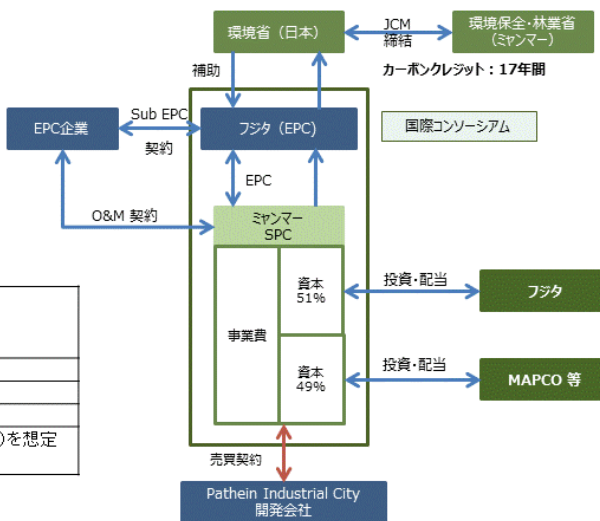 環境省（日本）
JCM
締結
環境保全・林業省
（ミャンマー）
補助
カーボンクレジット：17年間
EPC企業
Sub EPC
契約
フジタ（EPC）
国際コンソーシアム
EPC
O&M 契約
ミャンマー
SPC
事業費
資本
51%
投資・配当
フジタ
資本
49%
投資・配当
MAPCO 等
)を想定
売買契約
Pathein Industrial City
開発会社